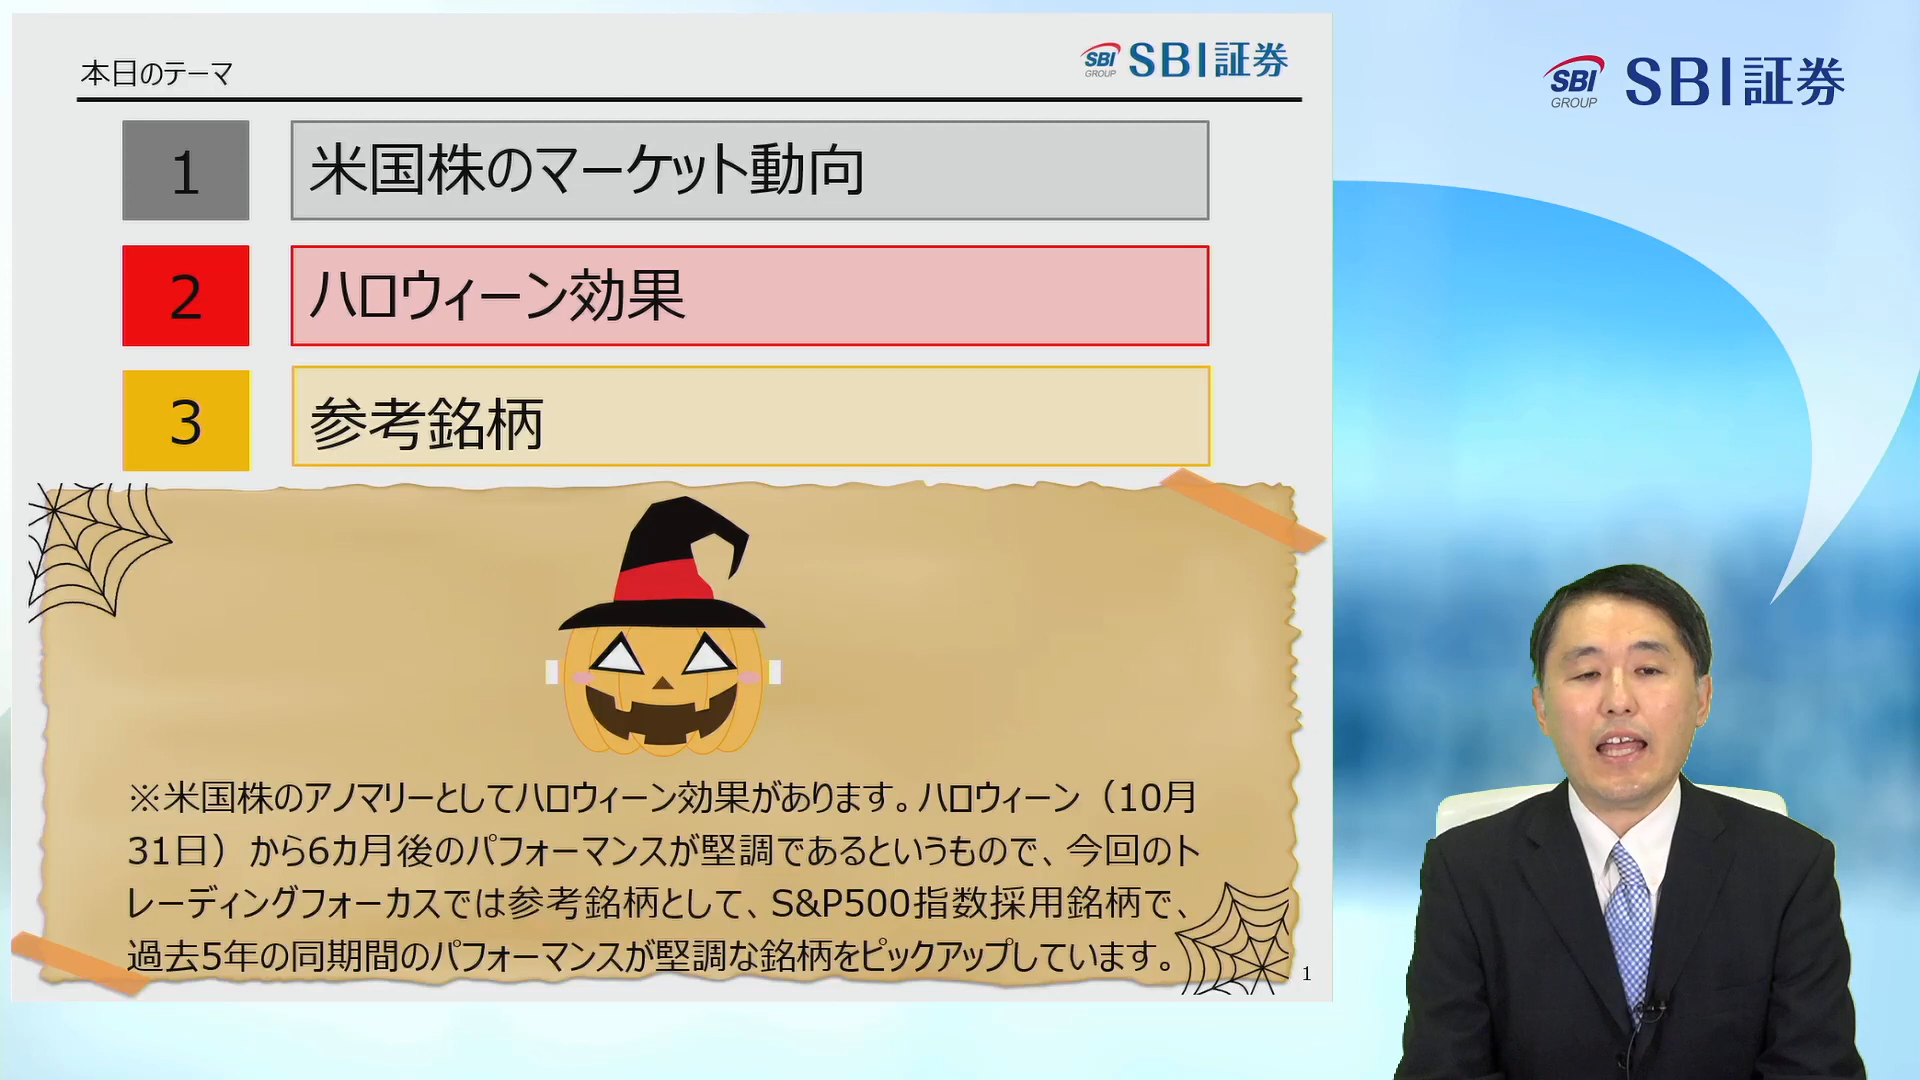 本日のテーマ
SBI GROUP SBI証券
SBI GROUP SBI証券
1 米国株のマーケット動向
2 ハロウィーン効果
3 参考銘柄
※米国株のアノマリーとしてハロウィーン効果があります。ハロウィーン（10月
31日）から6カ月後のパフォーマンスが堅調であるというもので、今回のト
レーディングフォーカスでは参考銘柄として、S&P500指数採用銘柄で、
過去5年の同期間のパフォーマンスが堅調な銘柄をピックアップしています。
1